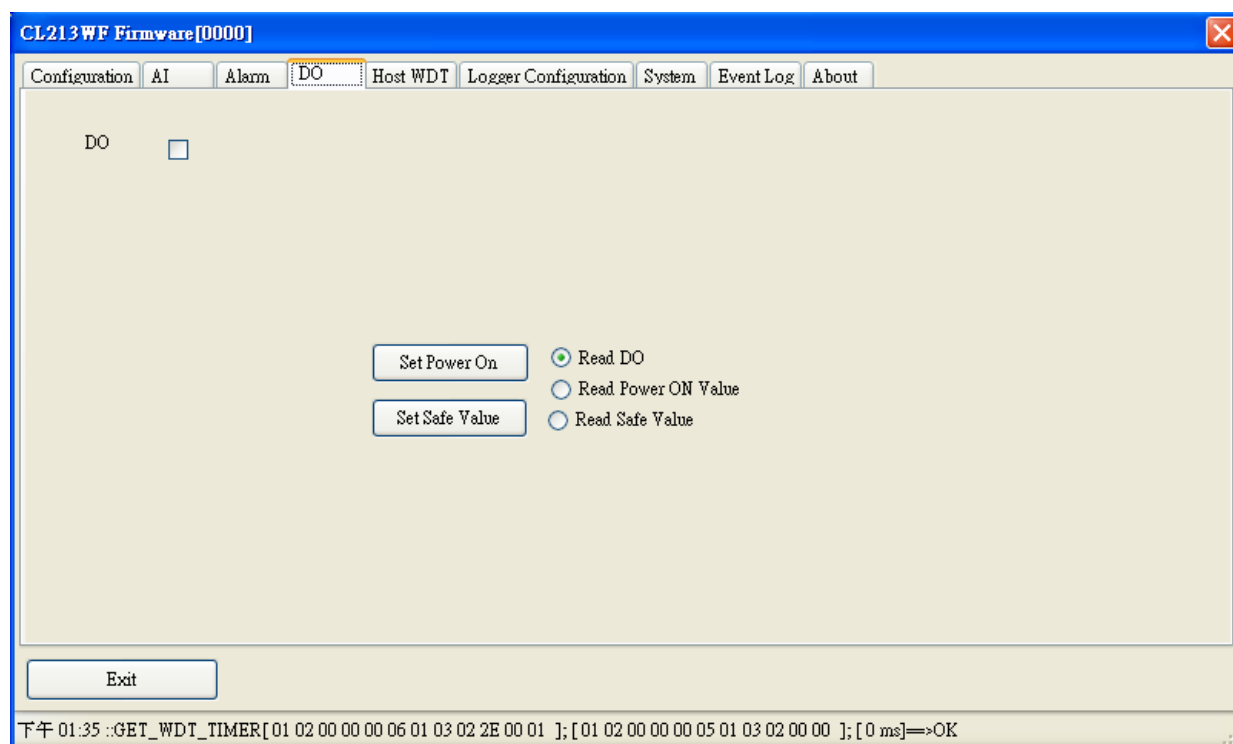 CL213WF Firmware[0000]
Configuration AI Alarm DO Host WDT Logger Configuration System Event Log About
DO
Set Power On Read DO
Read Power ON Value
Set Safe Value Read Safe Value
Exit
下午 01:35 ::GET_WDT_TIMER[ 01 02 00 00 00 06 01 03 02 2E 00 01 ]; [ 01 02 00 00 00 05 01 03 02 00 00 ]; [ 0 ms]==>OK